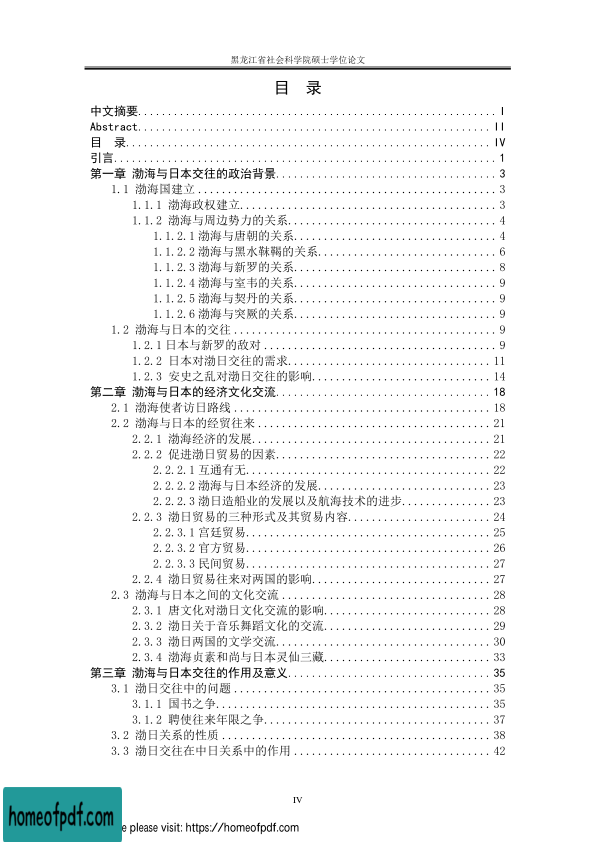 黑龙江省社会科学院硕士学位论文
目 录
中文摘要............................................................I
Abstract............................................................II
目 录............................................................IV
引言............................................................1
第一章 渤海与日本交往的政治背景....................................3
1.1 渤海国建立..................................................3
1.1.1 渤海政权建立..............................................3
1.1.2 渤海与周边势力的关系......................................4
1.1.2.1渤海与唐朝的关系........................................4
1.1.2.2渤海与黑水靺鞨的关系....................................6
1.1.2.3渤海与新罗的关系........................................8
1.1.2.4渤海与室韦的关系........................................9
1.1.2.5渤海与契丹的关系........................................9
1.1.2.6渤海与突厥的关系........................................9
1.2 渤海与日本的交往............................................9
1.2.1日本与新罗的敌对..........................................9
1.2.2 日本对渤日交往的需求......................................11
1.2.3 安史之乱对渤日交往的影响..................................14
第二章 渤海与日本的经济文化交流....................................18
2.1 渤海使者访日路线............................................18
2.2 渤海与日本的经贸往来........................................21
2.2.1 渤海经济的发展............................................21
2.2.2 促进渤日贸易的因素........................................22
2.2.2.1互通有无................................................22
2.2.2.2渤海与日本经济的发展....................................23
2.2.2.3渤日造船业的发展以及航海技术的进步......................23
2.2.3 渤日贸易的三种形式及其贸易内容............................24
2.2.3.1宫廷贸易................................................25
2.2.3.2官方贸易................................................26
2.2.3.3民间贸易................................................27
2.2.4 渤日贸易往来对两国的影响..................................27
2.3 渤海与日本之间的文化交流....................................28
2.3.1 唐文化对渤日文化交流的影响................................28
2.3.2 渤日关于音乐舞蹈文化的交流................................29
2.3.3 渤日两国的文学交流........................................30
2.3.4 渤海贞素和尚与日本灵仙三藏................................33
第三章 渤海与日本交往的作用及意义..................................35
3.1 渤日交往中的问题............................................35
3.1.1 国书之争..................................................35
3.1.2 聘使往来年限之争..........................................37
3.2 渤日关系的性质..............................................38
3.3 渤日交往在中日关系中的作用..................................42
IV
homeofpdf.com
e please visit: https://homeofpdf.com